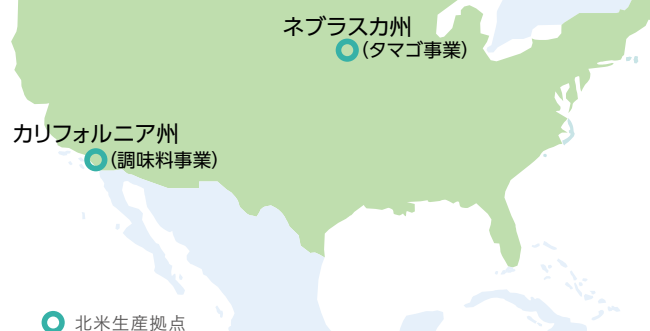 ネブラスカ州
(タマゴ事業)
カリフォルニア州
(調味料事業)
北米生産拠点